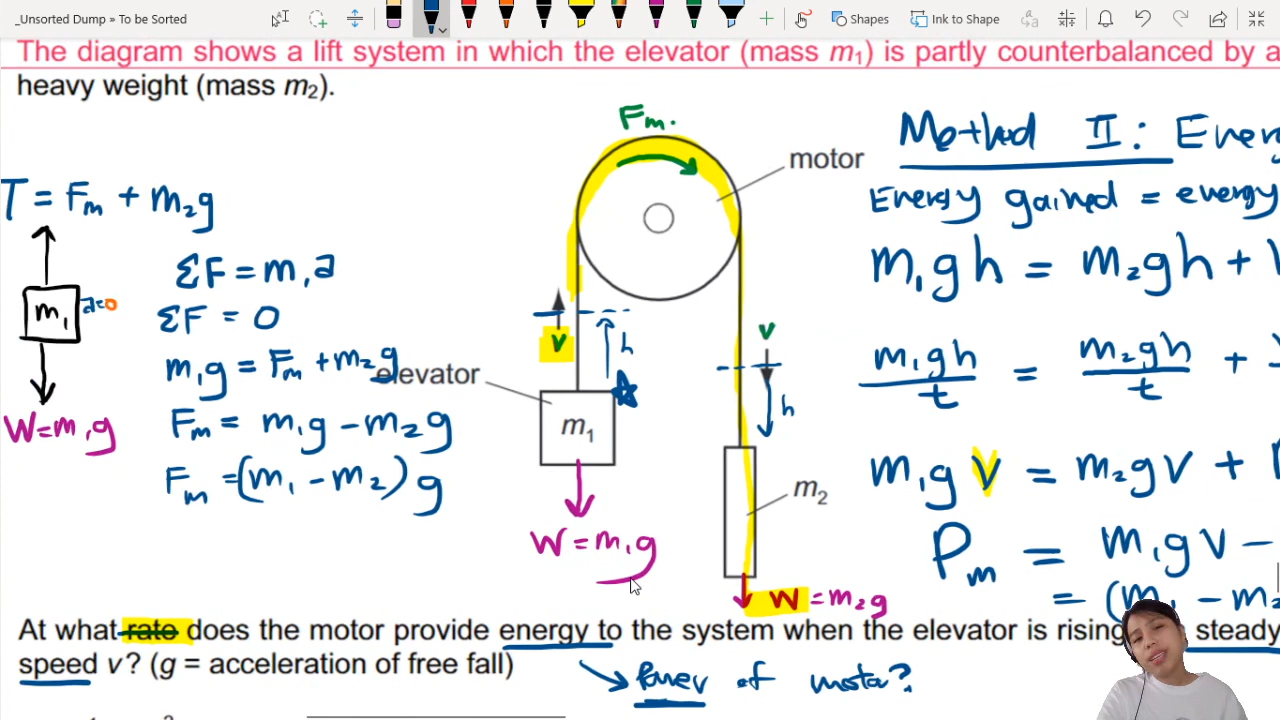 _Unsorted Dump » To be Sorted
Shapes
Ink to Shape
The diagram shows a lift system in which the elevator (mass m₁) is partly counterbalanced by a
heavy weight (mass m₂).
Fm.
motor
Method II: Ener
Energy gained = energy
T = Fm + m₂g
ΣF = m₁a
m₁
a=0
ΣF = 0
m₁g = Fm + m₂g
W=m₁g
Fm = m₁g - m₂g
Fm = (m₁ - m₂) g
v
h
elevator
m₁
W = m₁g
v
h
m₂
W = m₂g
m₁gh = m₂gh +
m₁gh / t = m₂gh / t +
m₁g v = m₂gv +
Pm = m₁gv -
= (m₁ - m₂
At what rate does the motor provide energy to the system when the elevator is rising steady
speed v? (g = acceleration of free fall)
Power of motor?